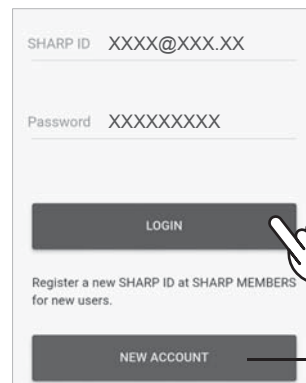 SHARP ID XXXX@XXX.XX
Password XXXXXXXXX
LOGIN
Register a new SHARP ID at SHARP MEMBERS
for new users.
NEW ACCOUNT